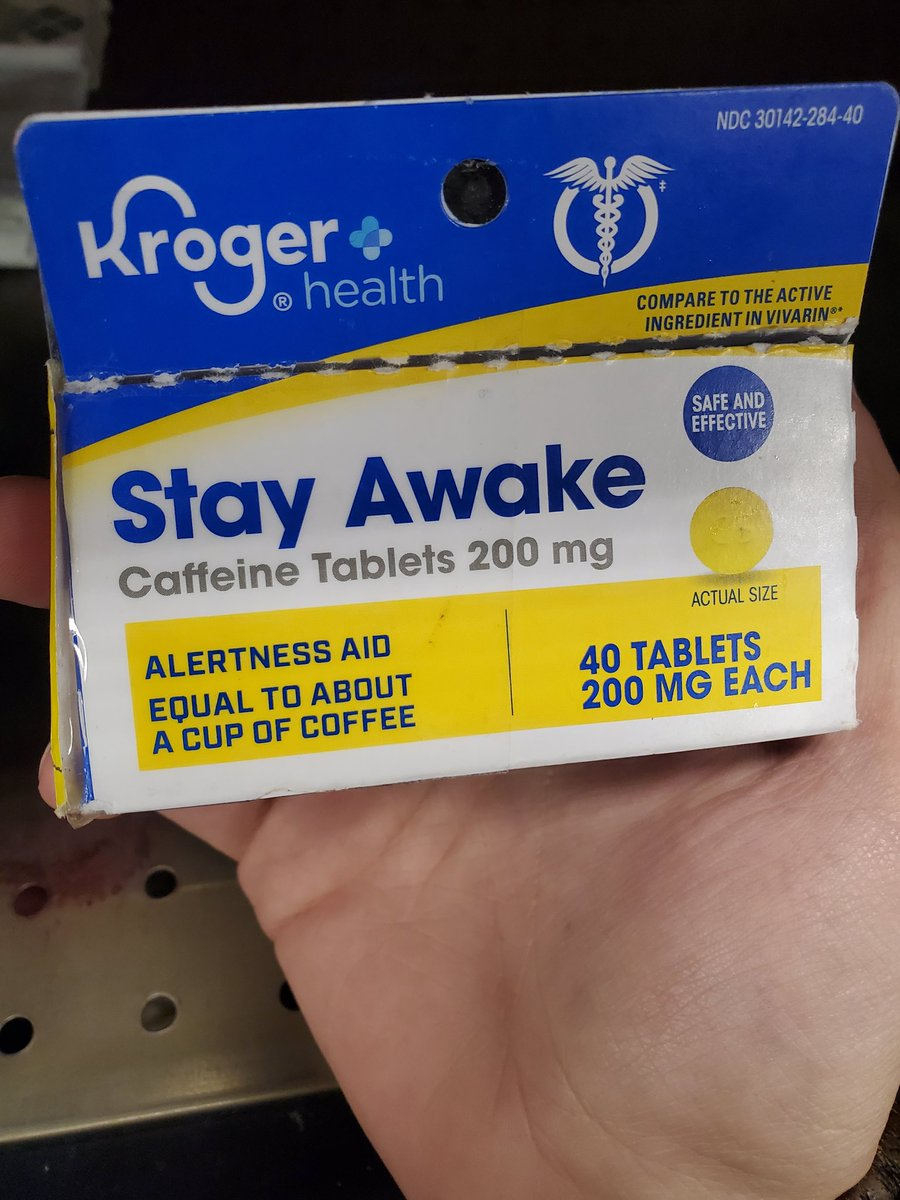 NDC 30142-284-40
Kroger
® health
‡
COMPARE TO THE ACTIVE
INGREDIENT IN VIVARIN®*
SAFE AND
EFFECTIVE
Stay Awake
Caffeine Tablets 200 mg
ACTUAL SIZE
ALERTNESS AID
EQUAL TO ABOUT
A CUP OF COFFEE
40 TABLETS
200 MG EACH